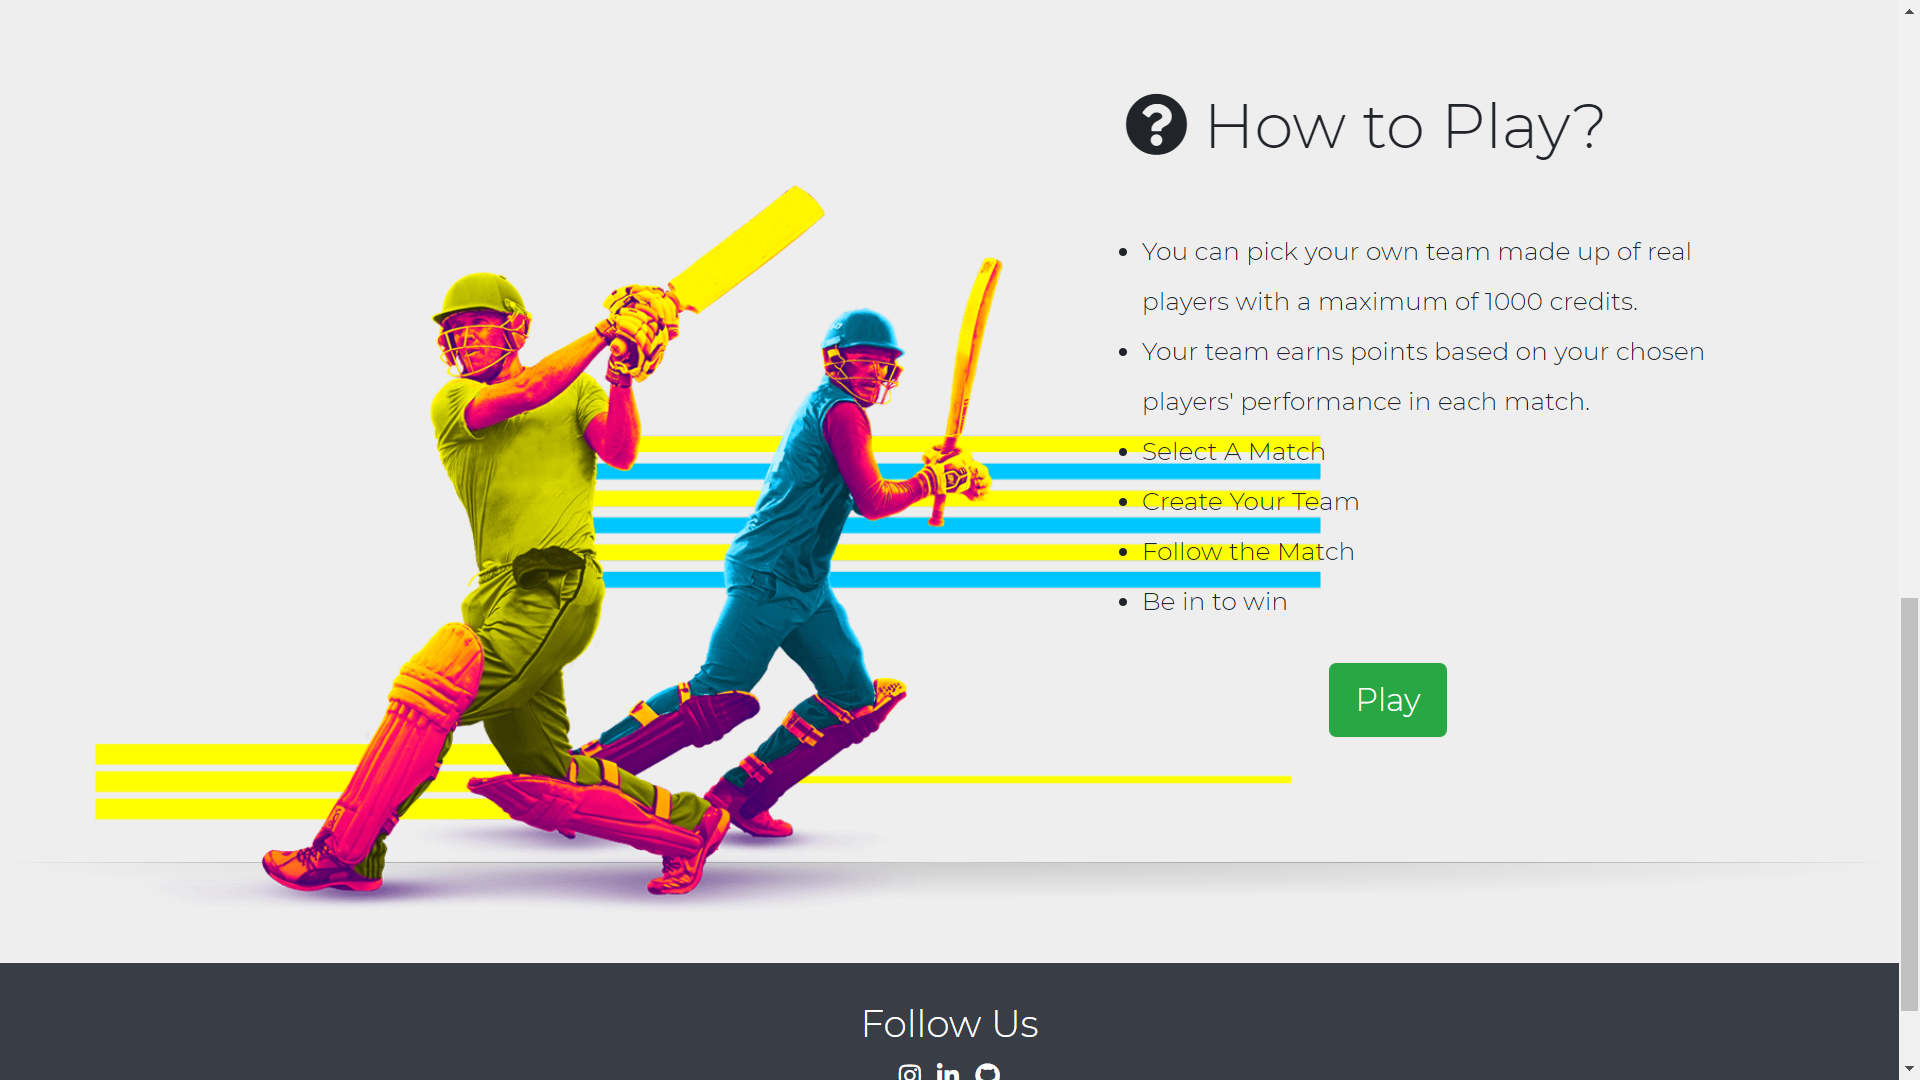 How to Play?
You can pick your own team made up of real
players with a maximum of 1000 credits.
Your team earns points based on your chosen
players' performance in each match.
Select A Match
Create Your Team
Follow the Match
Be in to win
Play
Follow Us